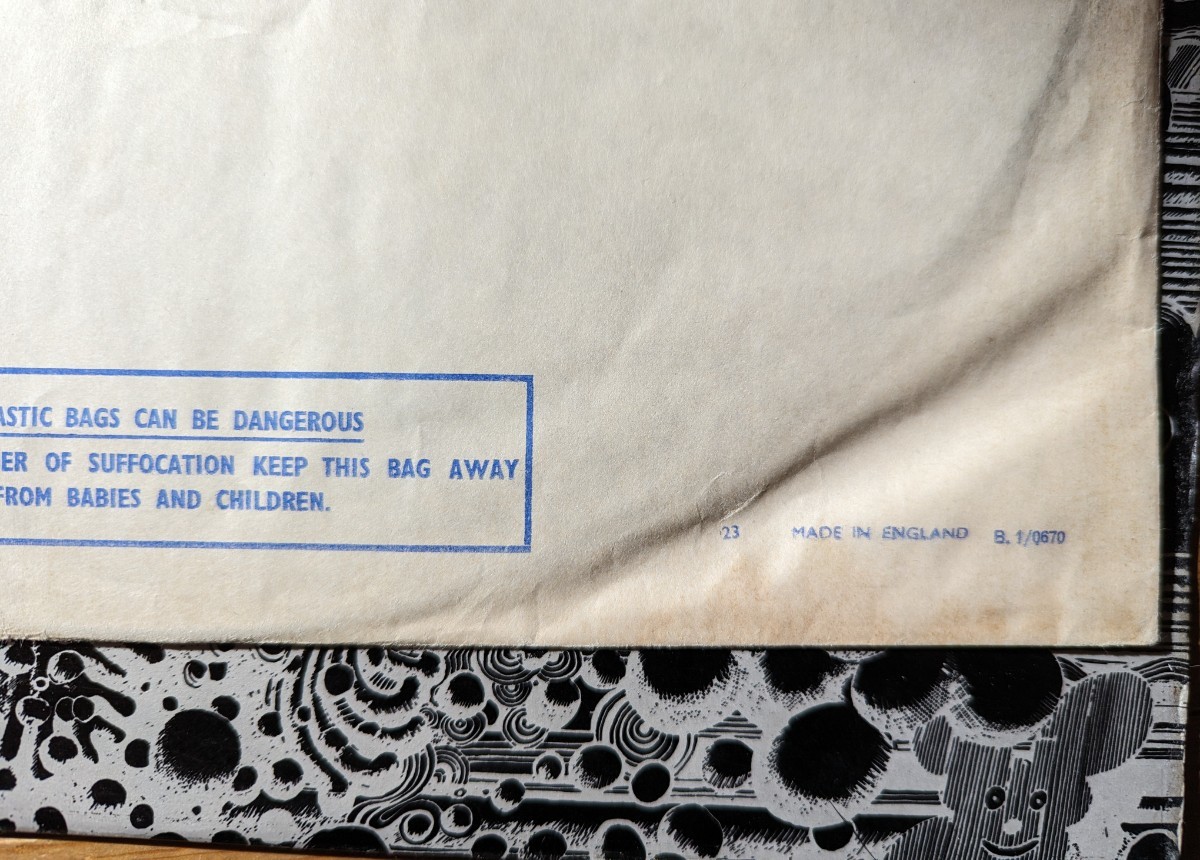 ASTIC BAGS CAN BE DANGEROUS
ER OF SUFFOCATION KEEP THIS BAG AWAY
FROM BABIES AND CHILDREN.
23 MADE IN ENGLAND B. 1/0670